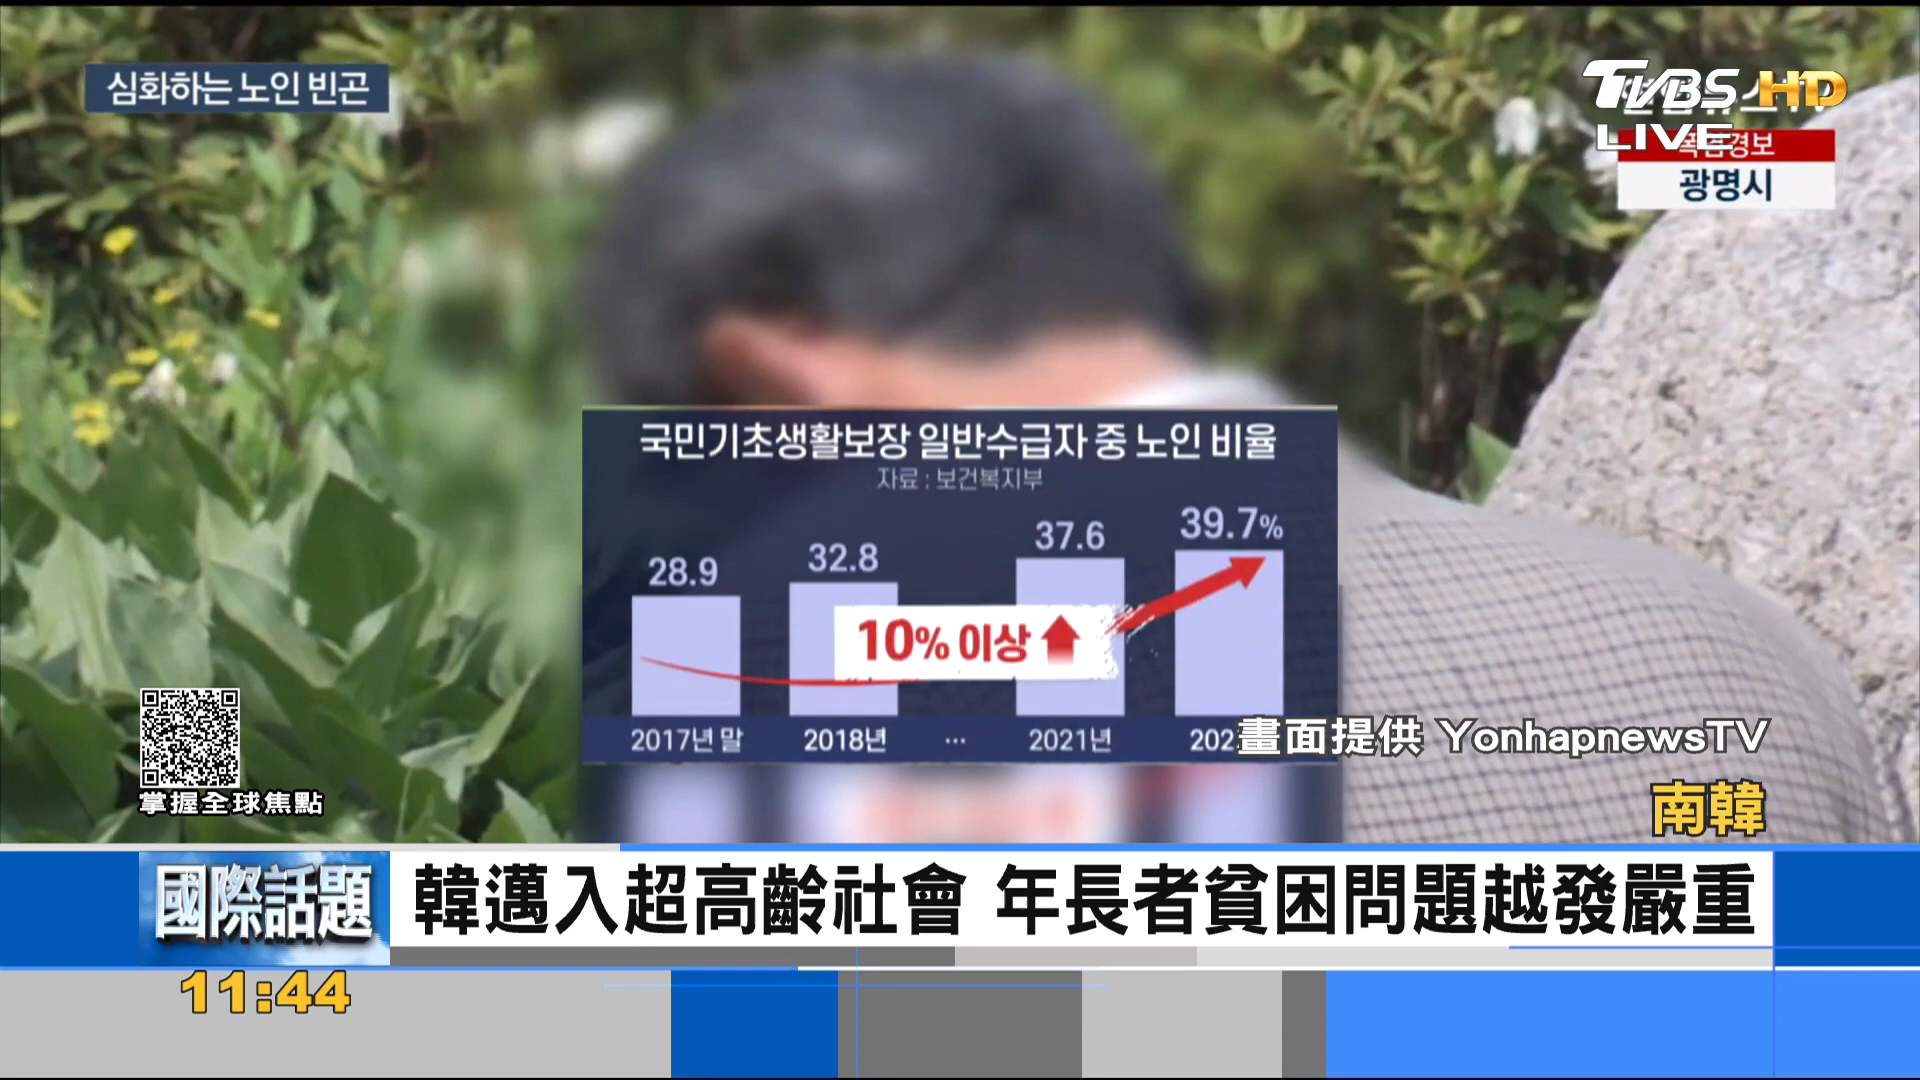 심화하는 노인 빈곤
TVBS HD
LIVE
경보
광명시
국민기초생활보장 일반수급자 중 노인 비율
자료 : 보건복지부
28.9
32.8
37.6
39.7%
10% 이상
2017년 말
2018년
...
2021년
202
畫面提供 YonhapnewsTV
掌握全球焦點
南韓
國際話題
韓邁入超高齡社會 年長者貧困問題越發嚴重
11:44